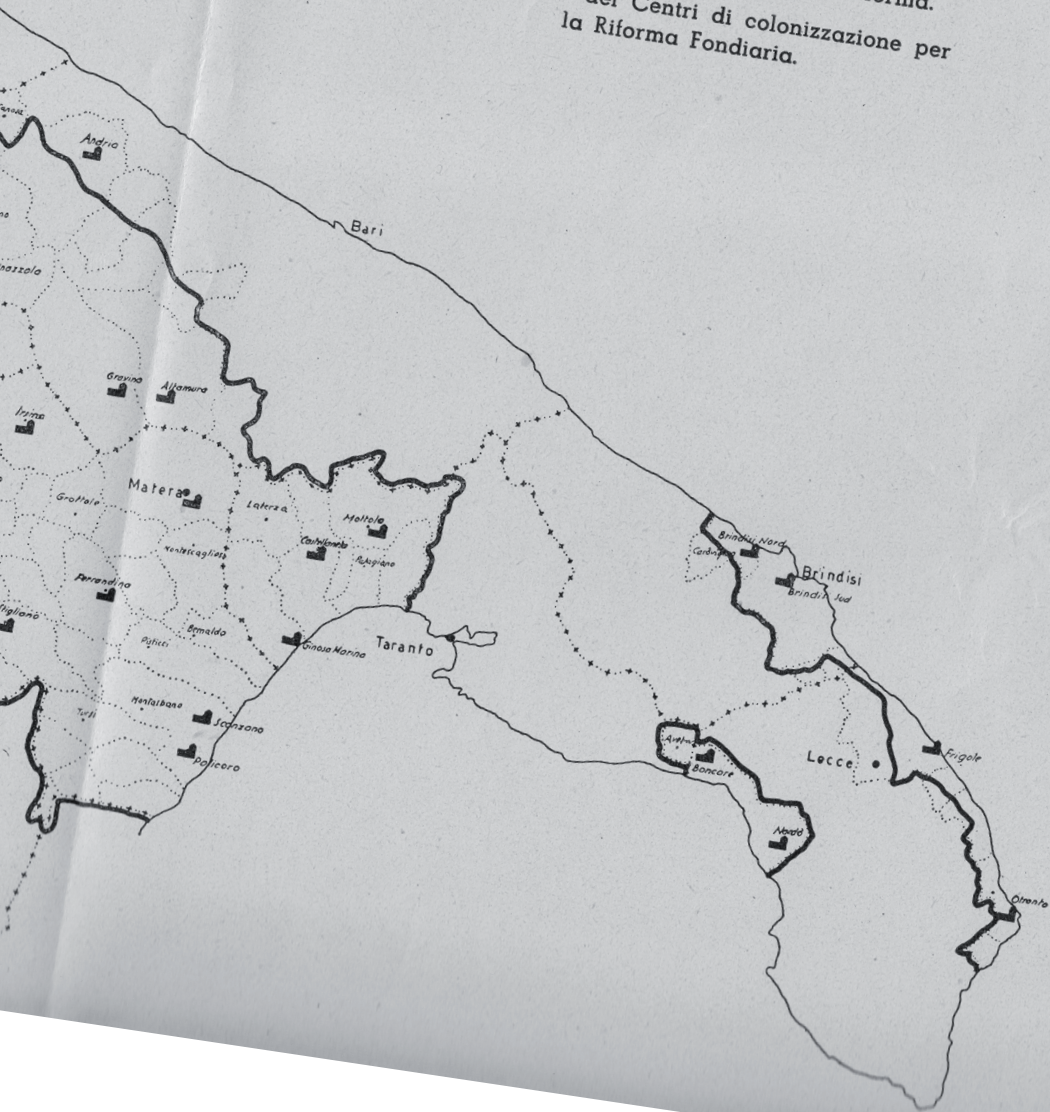 dei Centri di colonizzazione per
la Riforma Fondiaria.
Andria
Bari
Gravina
Altamura
Irsina
Matera
Grottole
Laterza
Mottola
Castellaneta
Palagiano
Montescaglioso
Ferrandina
Bernalda
Pisticci
Ginosa Marina
Taranto
Montalbano
Scanzano
Policoro
Brindisi Nord
Brindisi
Brindisi Sud
Avetrana
Boncore
Lecce
Frigole
Nardò
Otranto